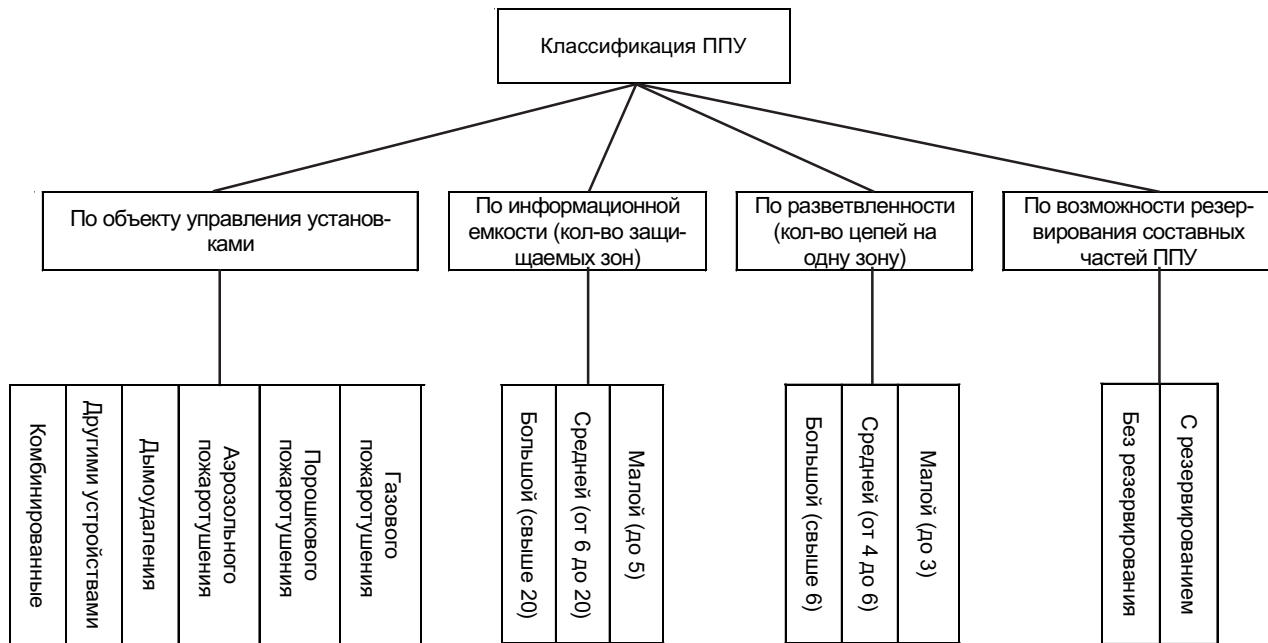 Классификация ППУ
По объекту управления установ-
ками
По информационной
емкости (кол-во защи-
щаемых зон)
По разветвленности
(кол-во цепей на
одну зону)
По возможности резер-
вирования составных
частей ППУ
Комбинированные
Другими устройствами
Дымоудаления
Аэрозольного
пожаротушения
Порошкового
пожаротушения
Газового
пожаротушения
Большой (свыше 20)
Средней (от 6 до 20)
Малой (до 5)
Большой (свыше 6)
Средней (от 4 до 6)
Малой (до 3)
Без резервирования
С резервированием